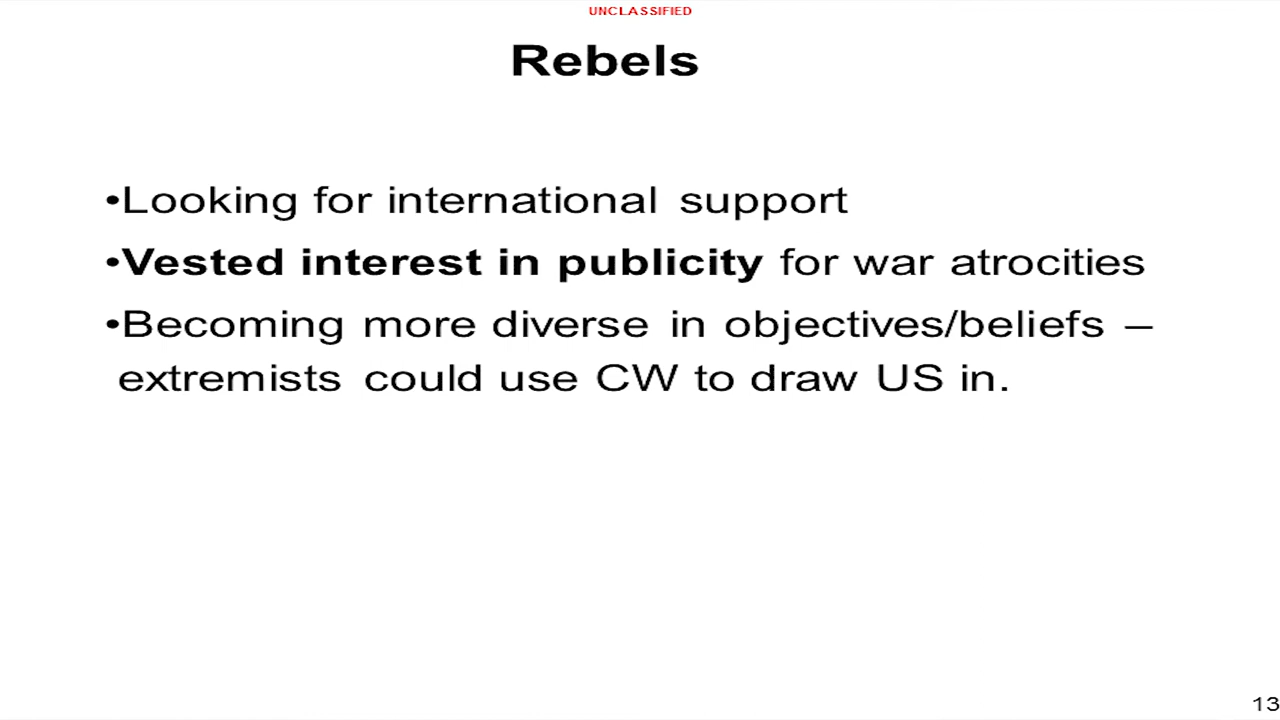 UNCLASSIFIED
Rebels
•Looking for international support
•Vested interest in publicity for war atrocities
•Becoming more diverse in objectives/beliefs –
extremists could use CW to draw US in.
13